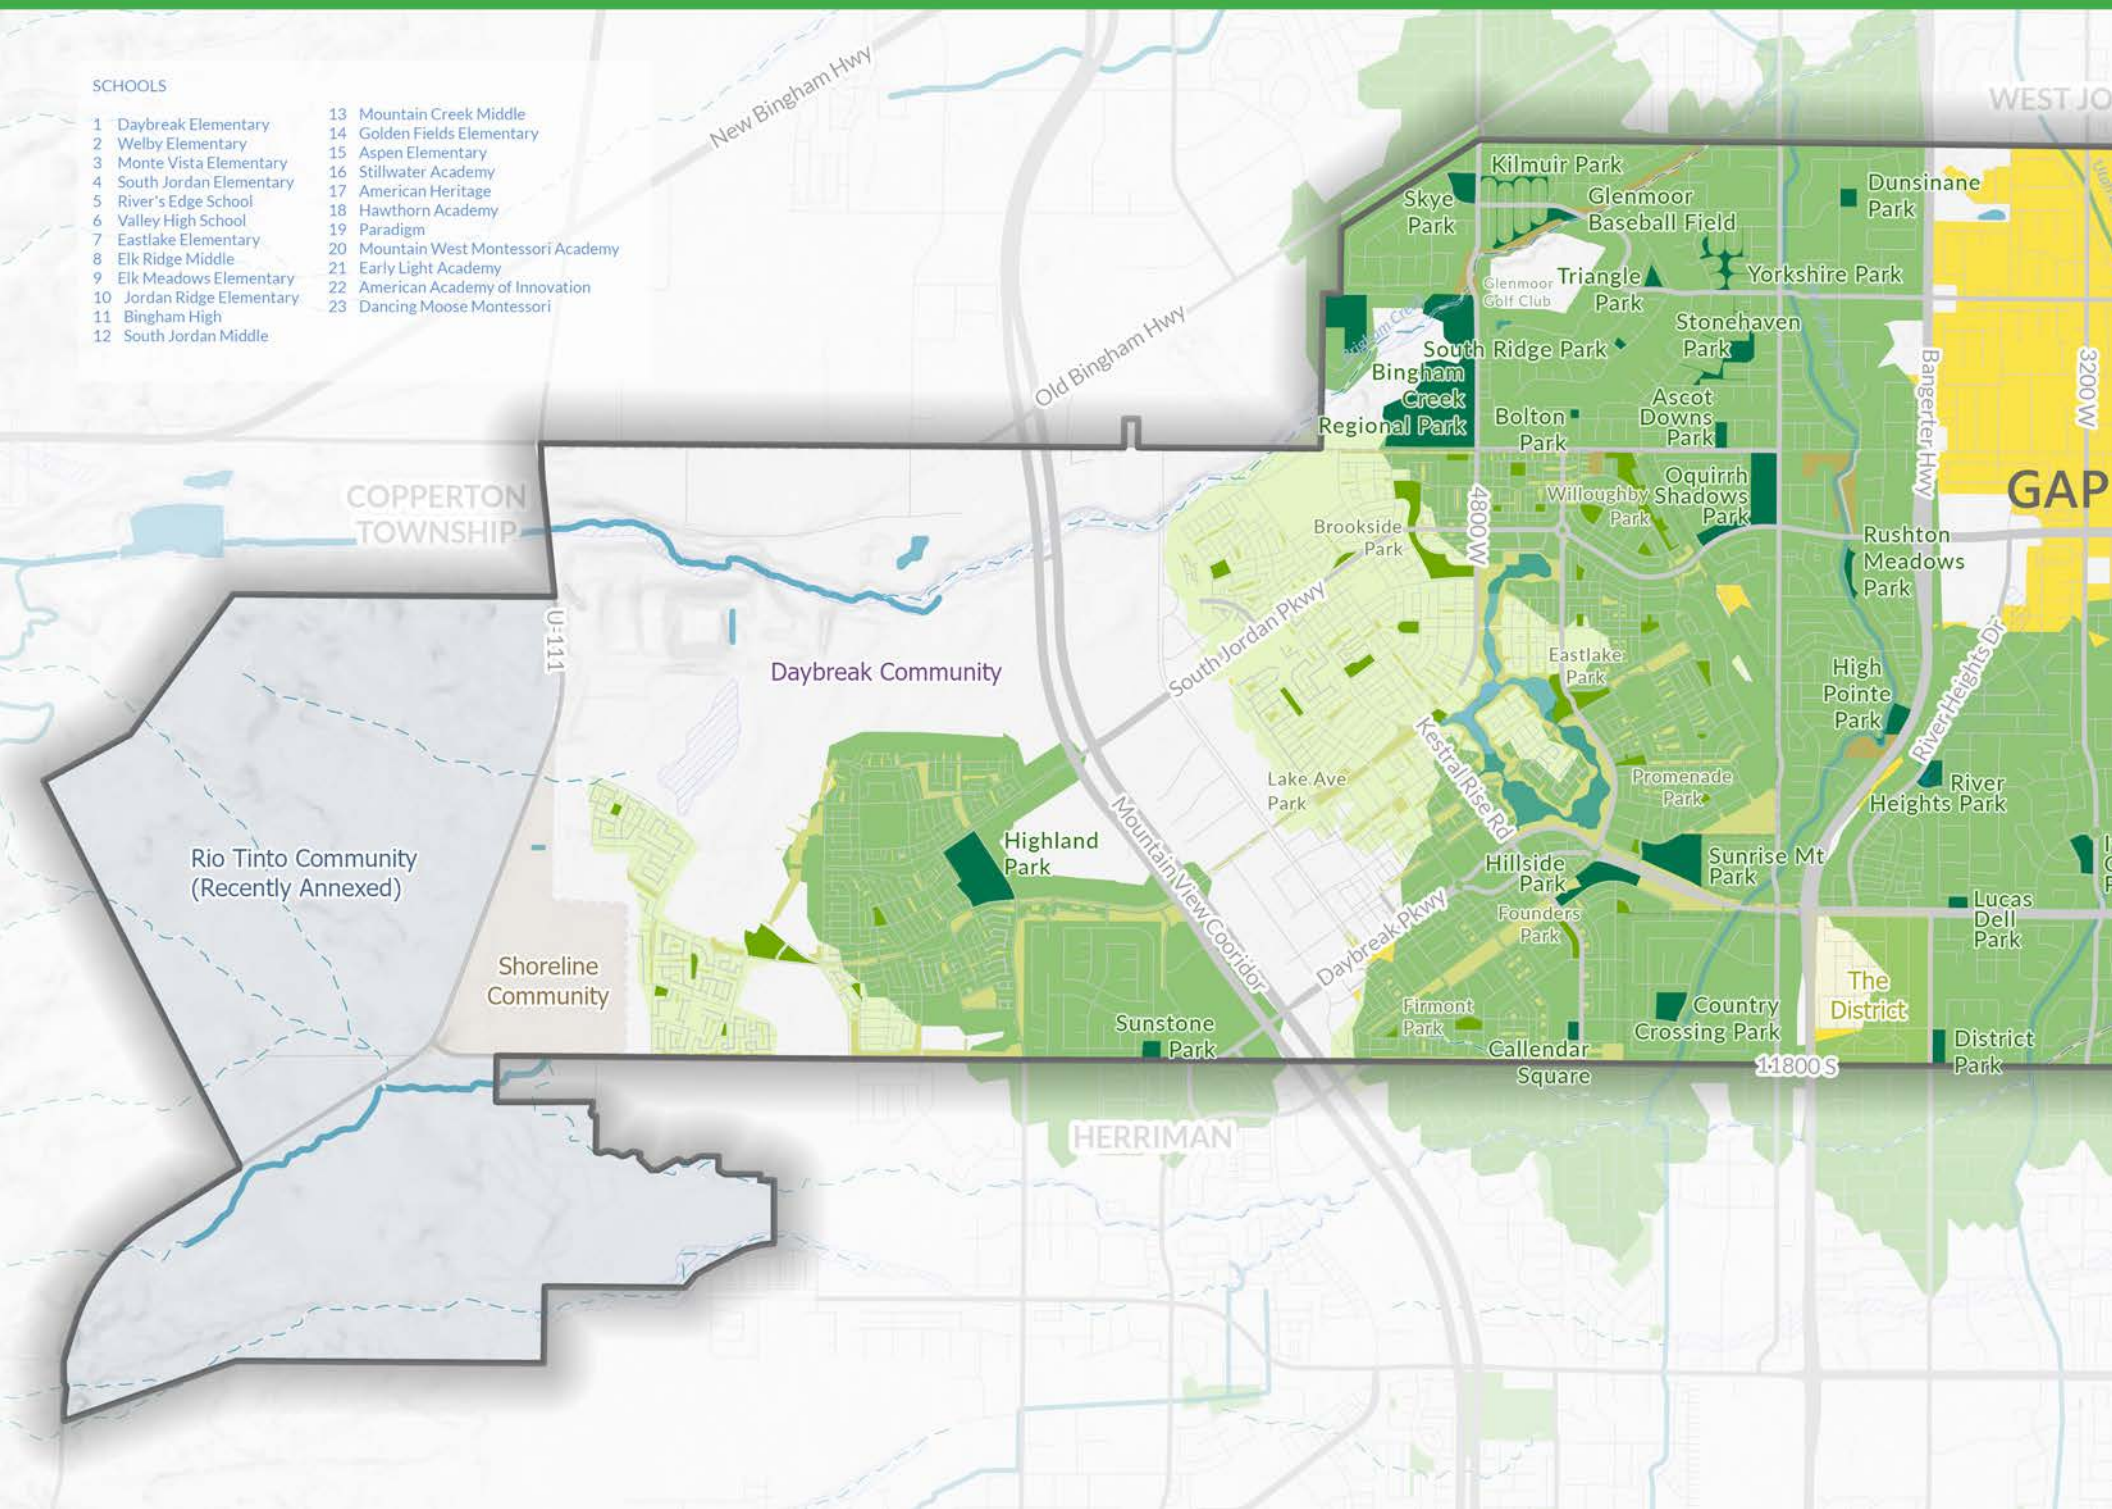 SCHOOLS
1 Daybreak Elementary
2 Welby Elementary
3 Monte Vista Elementary
4 South Jordan Elementary
5 River's Edge School
6 Valley High School
7 Eastlake Elementary
8 Elk Ridge Middle
9 Elk Meadows Elementary
10 Jordan Ridge Elementary
11 Bingham High
12 South Jordan Middle
13 Mountain Creek Middle
14 Golden Fields Elementary
15 Aspen Elementary
16 Stillwater Academy
17 American Heritage
18 Hawthorn Academy
19 Paradigm
20 Mountain West Montessori Academy
21 Early Light Academy
22 American Academy of Innovation
23 Dancing Moose Montessori
New Bingham Hwy
WEST JO
Kilmuir Park
Skye
Park
Glenmoor
Baseball Field
Dunsinane
Park
Glenmoor
Golf Club
Triangle
Park
Yorkshire Park
Old Bingham Hwy
Stonehaven
Park
South Ridge Park
Bingham
Creek
Regional Park
Bolton
Park
Ascot
Downs
Park
Bangerter Hwy
3200 W
COPPERTON
TOWNSHIP
Brookside
Park
4800 W
Willoughby
Park
Oquirrh
Shadows
Park
GAP
Rushton
Meadows
Park
U-111
Daybreak Community
South Jordan Pkwy
Eastlake
Park
High
Pointe
Park
River Heights Dr
Kestral Rise Rd
Lake Ave
Park
Promenade
Park
River
Heights Park
Rio Tinto Community
(Recently Annexed)
Highland
Park
Mountain View Cooridor
Hillside
Park
Sunrise Mt
Park
Daybreak Pkwy
Founders
Park
Lucas
Dell
Park
Shoreline
Community
The
District
Sunstone
Park
Firmont
Park
Callendar
Square
Country
Crossing Park
District
Park
11800 S
HERRIMAN